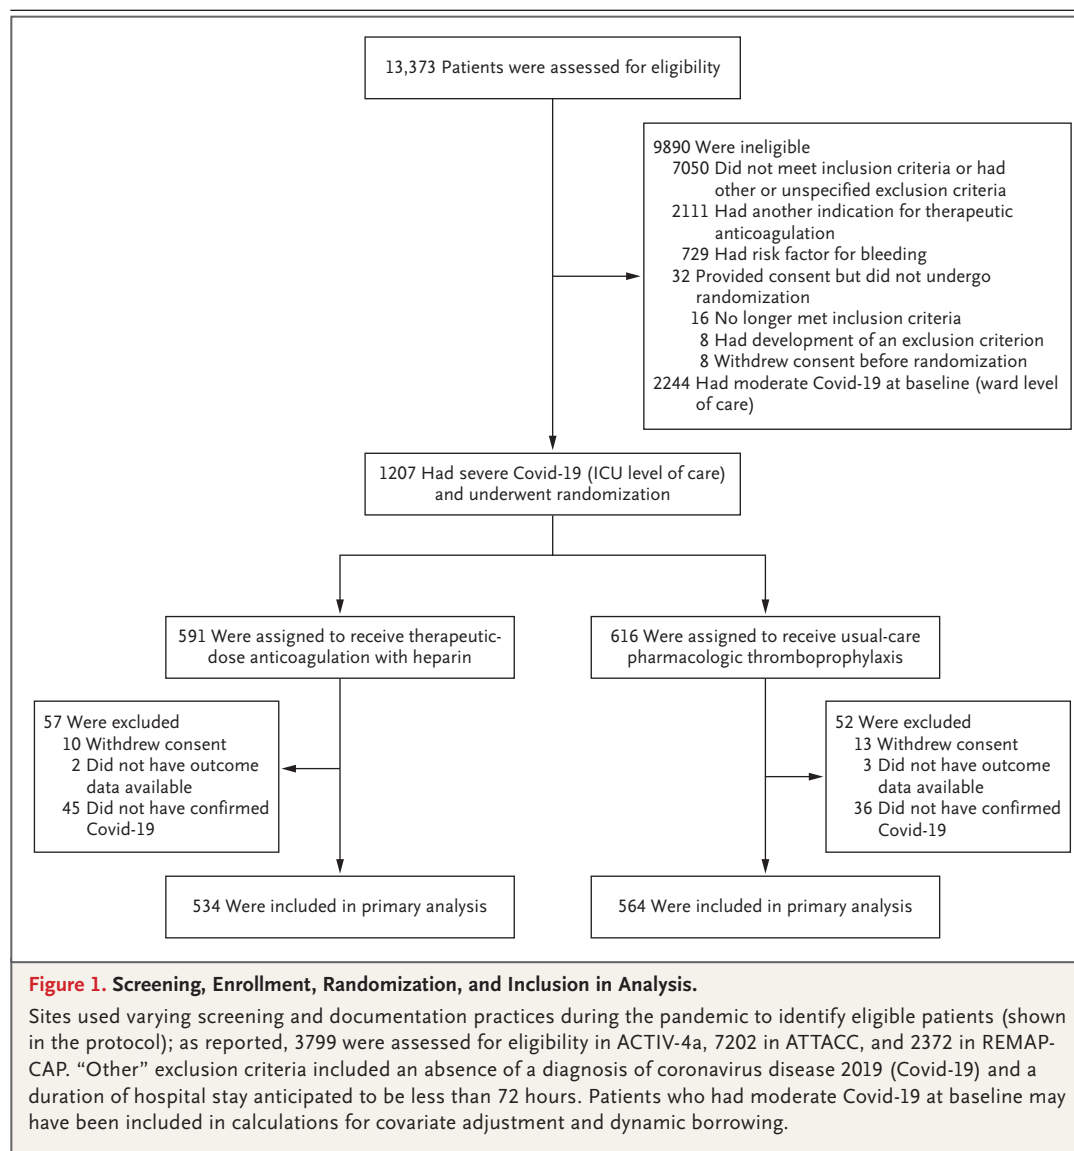 13,373 Patients were assessed for eligibility
9890 Were ineligible
7050 Did not meet inclusion criteria or had
other or unspecified exclusion criteria
2111 Had another indication for therapeutic
anticoagulation
729 Had risk factor for bleeding
32 Provided consent but did not undergo
randomization
16 No longer met inclusion criteria
8 Had development of an exclusion criterion
8 Withdrew consent before randomization
2244 Had moderate Covid-19 at baseline (ward level
of care)
1207 Had severe Covid-19 (ICU level of care)
and underwent randomization
591 Were assigned to receive therapeutic-
dose anticoagulation with heparin
616 Were assigned to receive usual-care
pharmacologic thromboprophylaxis
57 Were excluded
10 Withdrew consent
2 Did not have outcome
data available
45 Did not have confirmed
Covid-19
52 Were excluded
13 Withdrew consent
3 Did not have outcome
data available
36 Did not have confirmed
Covid-19
534 Were included in primary analysis
564 Were included in primary analysis
Figure 1. Screening, Enrollment, Randomization, and Inclusion in Analysis.
Sites used varying screening and documentation practices during the pandemic to identify eligible patients (shown
in the protocol); as reported, 3799 were assessed for eligibility in ACTIV-4a, 7202 in ATTACC, and 2372 in REMAP-
CAP. “Other” exclusion criteria included an absence of a diagnosis of coronavirus disease 2019 (Covid-19) and a
duration of hospital stay anticipated to be less than 72 hours. Patients who had moderate Covid-19 at baseline may
have been included in calculations for covariate adjustment and dynamic borrowing.